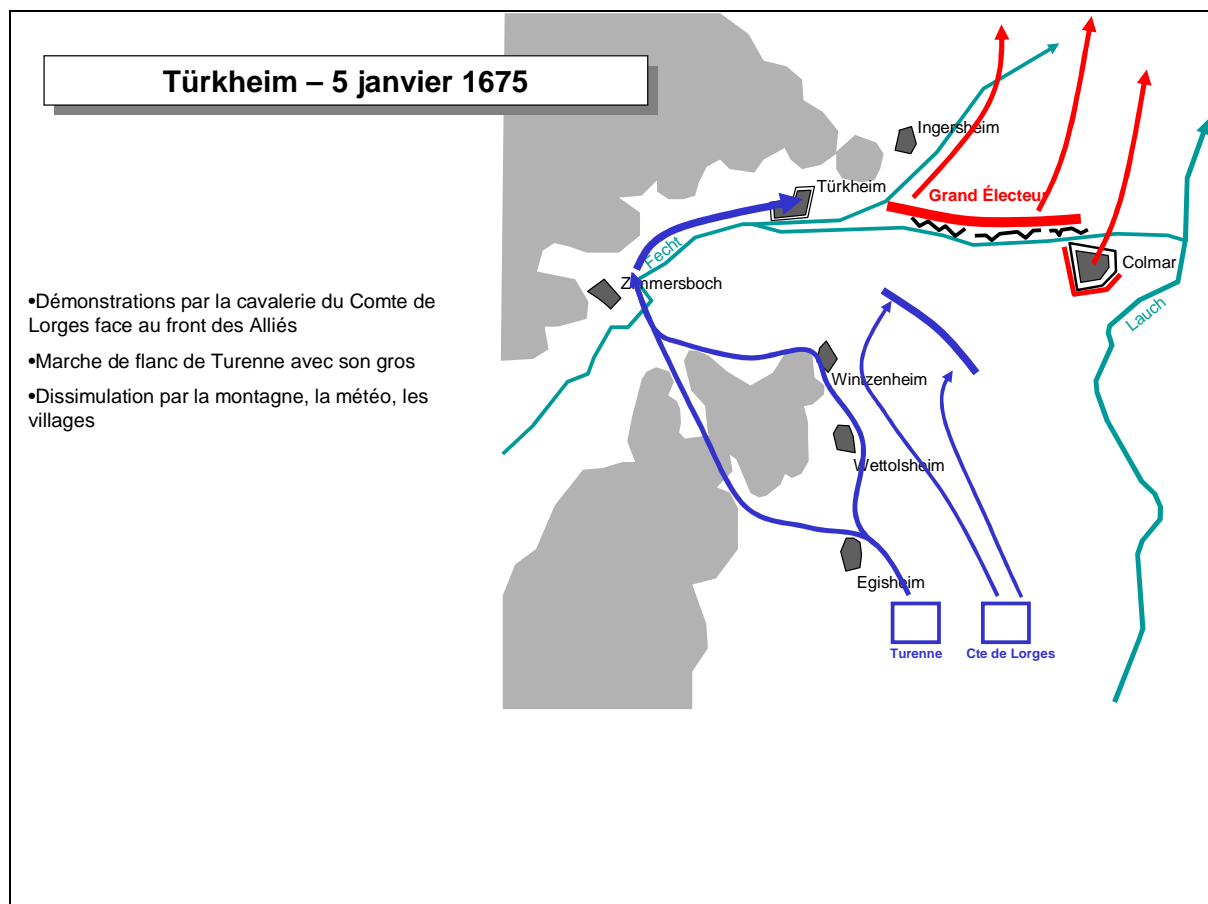 Türkheim – 5 janvier 1675
•Démonstrations par la cavalerie du Comte de
Lorges face au front des Alliés
•Marche de flanc de Turenne avec son gros
•Dissimulation par la montagne, la météo, les
villages
Ingersheim
Türkheim
Grand Électeur
Colmar
Fecht
Zimmersboch
Lauch
Wintzenheim
Wettolsheim
Egisheim
Turenne
Cte de Lorges